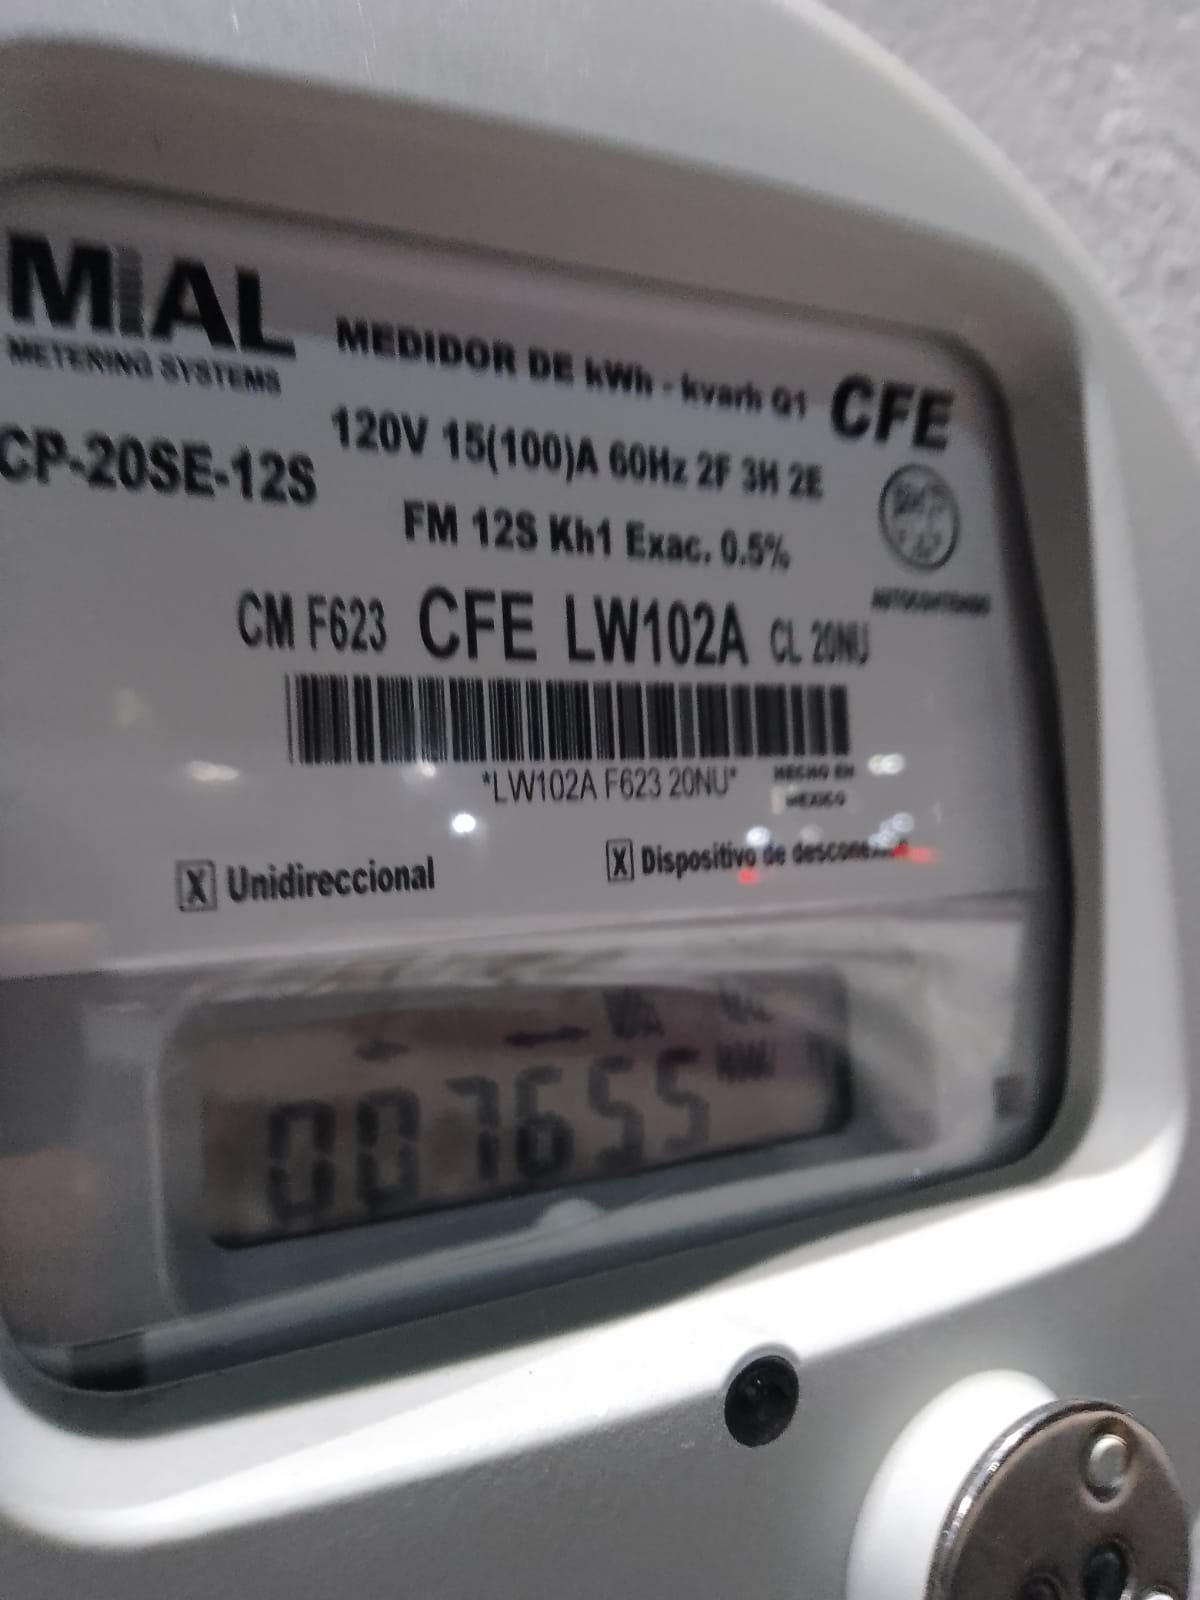 MIAL
METERING SYSTEMS
MEDIDOR DE kWh - kvarh Q1
CFE
CP-20SE-12S
120V 15(100)A 60Hz 2F 3H 2E
FM 12S Kh1 Exac. 0.5%
AUTOCONTENIDO
CM F623 CFE LW102A CL 20NU
*LW102A F623 20NU*
HECHO EN
MEXICO
X Unidireccional
X Dispositivo de desconexión
007655